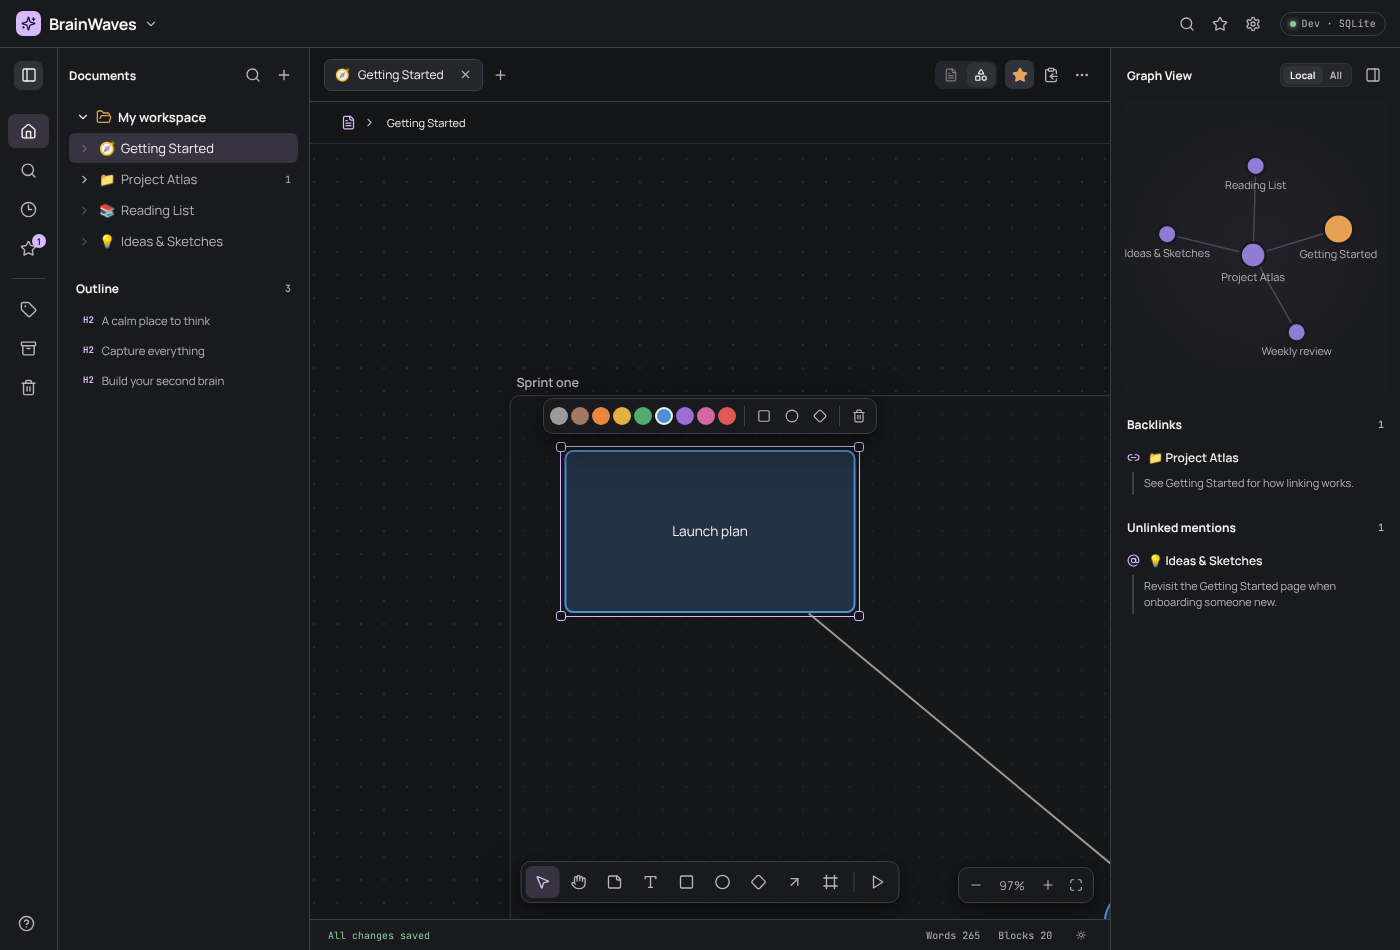 BrainWaves
Dev · SQLite
Documents
My workspace
Getting Started
Project Atlas 1
Reading List
Ideas & Sketches
1
Outline 3
H2 A calm place to think
H2 Capture everything
H2 Build your second brain
Getting Started
Getting Started
Sprint one
Launch plan
97%
All changes saved
Words 265 Blocks 20
Graph View
Local All
Reading List
Ideas & Sketches
Getting Started
Project Atlas
Weekly review
Backlinks 1
Project Atlas
See Getting Started for how linking works.
Unlinked mentions 1
Ideas & Sketches
Revisit the Getting Started page when
onboarding someone new.